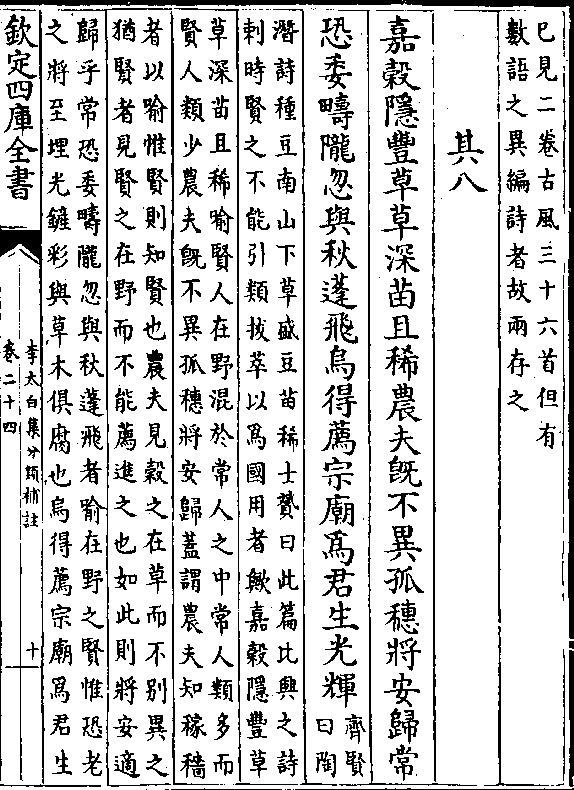 已見二卷古風三十六首但有
數語之異編詩者故兩存之
其八
嘉穀隱豐草草深苗且稀農夫旣不異孤穗將安歸常
恐委疇隴忽與秋蓬飛烏得薦宗廟爲君生光輝
齊賢
曰陶
潛詩種豆南山下草盛豆苗稀士贇曰此篇比興之詩
刺時賢之不能引類拔萃以爲國用者歟嘉穀隱豐草
草深苗且稀喻賢人在野混於常人之中常人類多而
賢人類少農夫旣不異孤穗將安歸蓋謂農夫知稼穡
者以喻惟賢則知賢也農夫見穀之在草而不别異之
猶賢者見賢之在野而不能薦進之也如此則將安適
歸乎常恐委疇隴忽與秋蓬飛者喻在野之賢惟恐老
之將至埋光鏟彩與草木俱腐也烏得薦宗廟爲君生
欽定四庫全書
李太白集分類補註
卷二十四
十